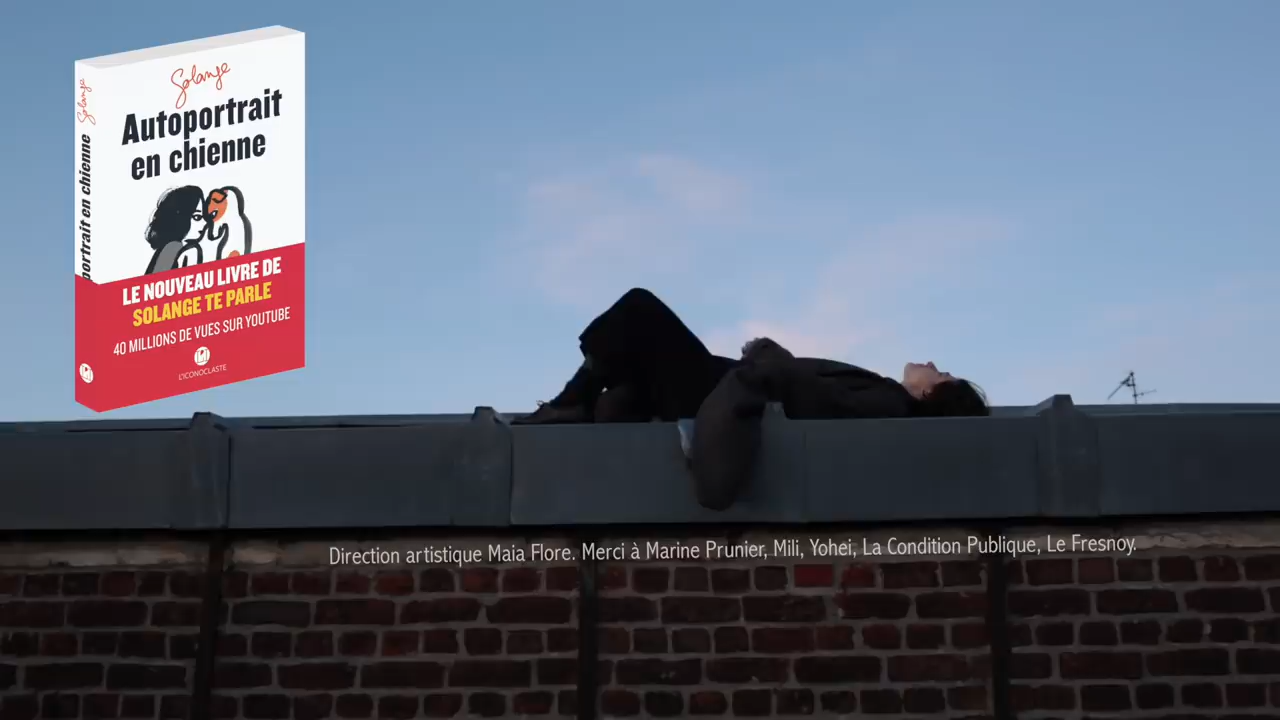 Solange
Autoportrait
en chienne
LE NOUVEAU LIVRE DE
SOLANGE TE PARLE
40 MILLIONS DE VUES SUR YOUTUBE
L'ICONOCLASTE
Solange
portrait en chienne
Direction artistique Maia Flore. Merci à Marine Prunier, Mili, Yohei, La Condition Publique, Le Fresnoy.